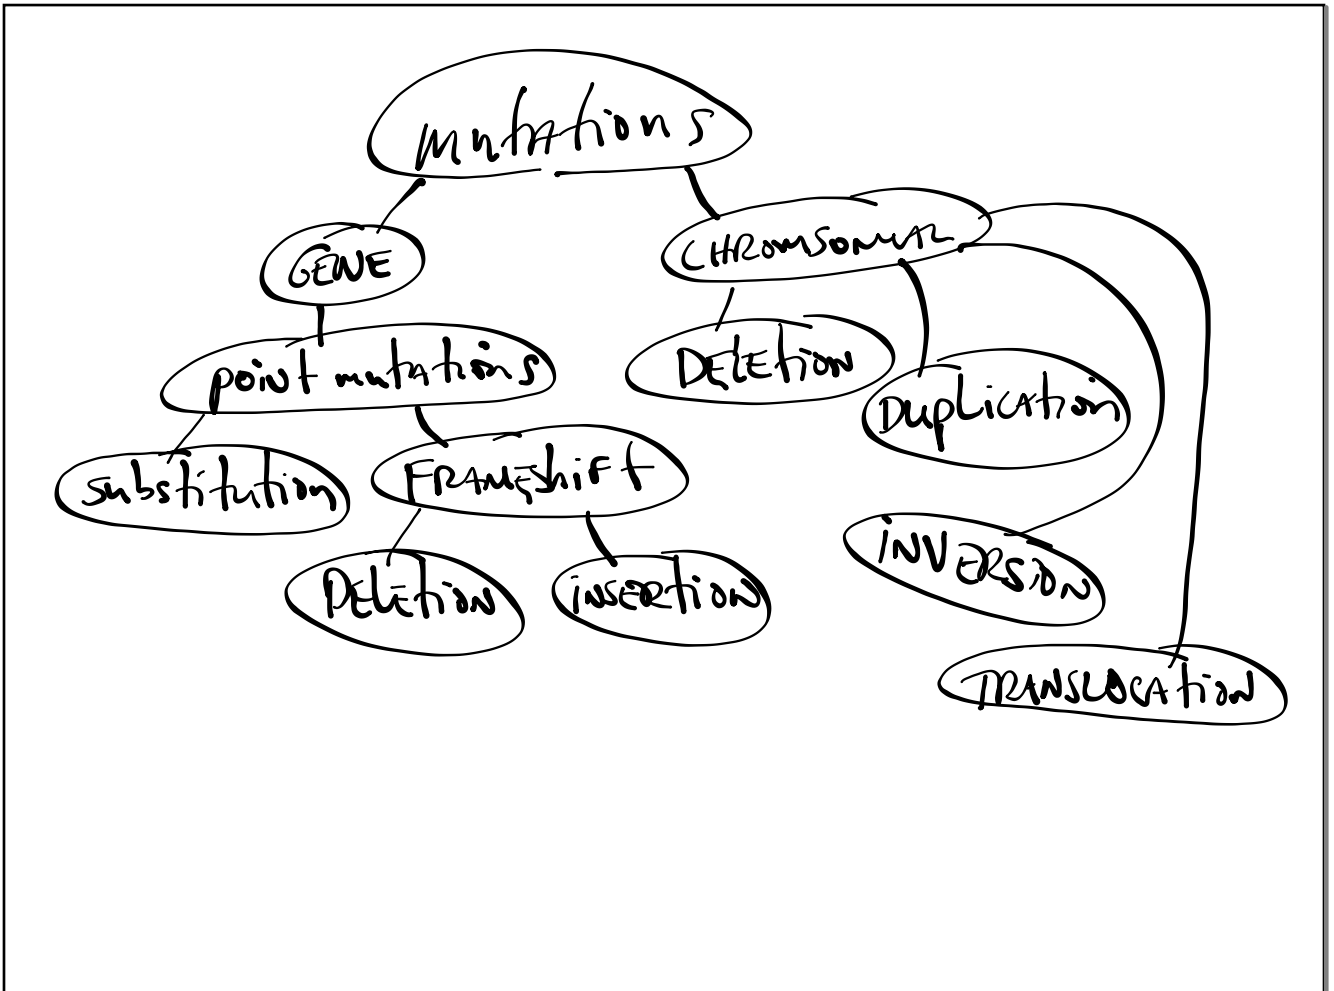 mutations
GENE
CHROMSOMAL
point mutations
DELEtion
Duplication
substitution
FRAMEShiFt
iNVERSiON
DELEtiON
iNSERtioN
TRANSLOCAtioN